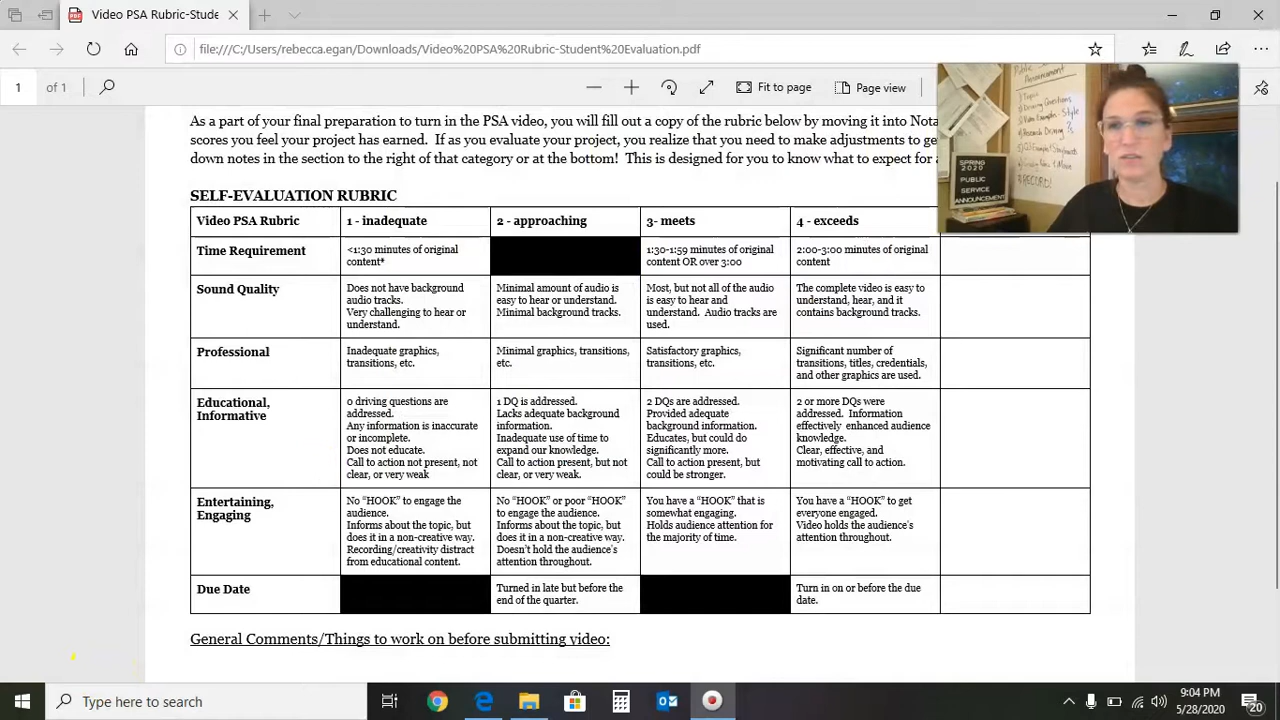 Video PSA Rubric-Stude
file:///C:/Users/rebecca.egan/Downloads/Video%20PSA%20Rubric-Student%20Evaluation.pdf
1 of 1
Fit to page
Page view
As a part of your final preparation to turn in the PSA video, you will fill out a copy of the rubric below by moving it into Nota
scores you feel your project has earned. If as you evaluate your project, you realize that you need to make adjustments to ge
down notes in the section to the right of that category or at the bottom! This is designed for you to know what to expect for a
Public
Announcement
1) Topic
2) Driving Questions
3) Video Examples - Style
SPRING
2020
PUBLIC
SERVICE
ANNOUNCEMENT
RECORD!
SELF-EVALUATION RUBRIC
Video PSA Rubric
1 - inadequate
2 - approaching
3- meets
4 - exceeds
Time Requirement
<1:30 minutes of original
content*
1:30-1:59 minutes of original
content OR over 3:00
2:00-3:00 minutes of original
content
Sound Quality
Does not have background
audio tracks.
Very challenging to hear or
understand.
Minimal amount of audio is
easy to hear or understand.
Minimal background tracks.
Most, but not all of the audio
is easy to hear and
understand. Audio tracks are
used.
The complete video is easy to
understand, hear, and it
contains background tracks.
Professional
Inadequate graphics,
transitions, etc.
Minimal graphics, transitions,
etc.
Satisfactory graphics,
transitions, etc.
Significant number of
transitions, titles, credentials,
and other graphics are used.
Educational,
Informative
0 driving questions are
addressed.
Any information is inaccurate
or incomplete.
Does not educate.
Call to action not present, not
clear, or very weak
1 DQ is addressed.
Lacks adequate background
information.
Inadequate use of time to
expand our knowledge.
Call to action present, but not
clear, or very weak.
2 DQs are addressed.
Provided adequate
background information.
Educates, but could do
significantly more.
Call to action present, but
could be stronger.
2 or more DQs were
addressed. Information
effectively enhanced audience
knowledge.
Clear, effective, and
motivating call to action.
Entertaining,
Engaging
No "HOOK" to engage the
audience.
Informs about the topic, but
does it in a non-creative way.
Recording/creativity distract
from educational content.
No "HOOK" or poor "HOOK"
to engage the audience.
Informs about the topic, but
does it in a non-creative way.
Doesn't hold the audience's
attention throughout.
You have a "HOOK" that is
somewhat engaging.
Holds audience attention for
the majority of time.
You have a "HOOK" to get
everyone engaged.
Video holds the audience's
attention throughout.
Due Date
Turned in late but before the
end of the quarter.
Turn in on or before the due
date.
General Comments/Things to work on before submitting video:
Type here to search
9:04 PM
5/28/2020
20